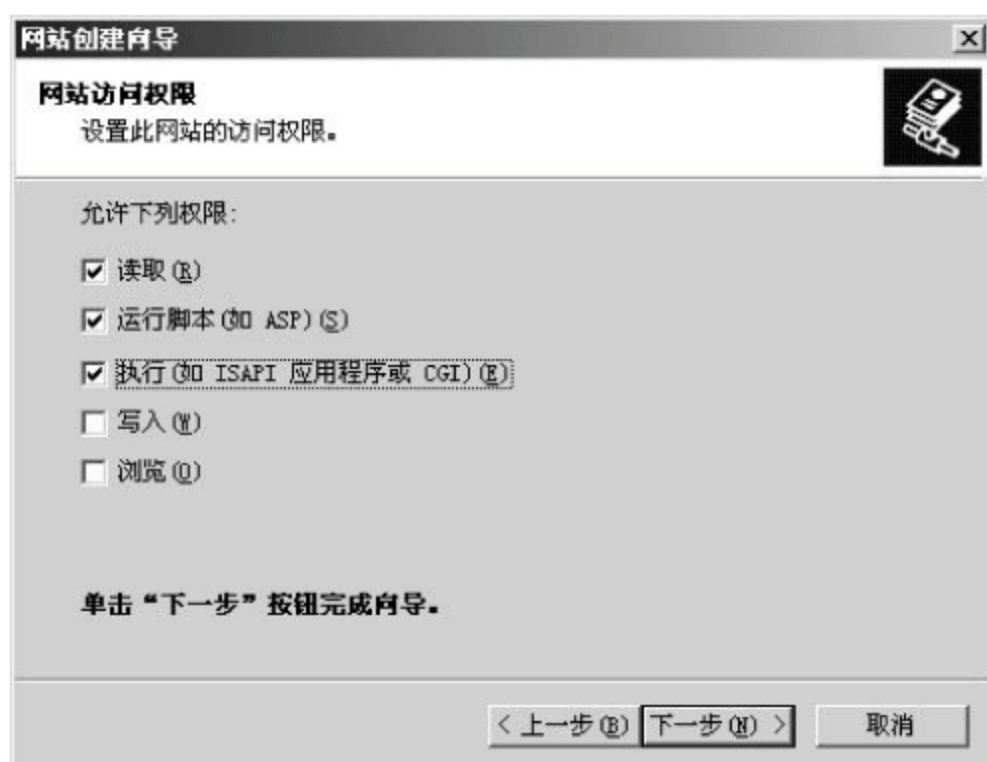 网站创建向导
网站访问权限
设置此网站的访问权限。
允许下列权限:
读取(R)
运行脚本(如 ASP)(S)
执行(如 ISAPI 应用程序或 CGI)(E)
写入(W)
浏览(O)
单击“下一步”按钮完成向导。
< 上一步(B) 下一步(N) > 取消